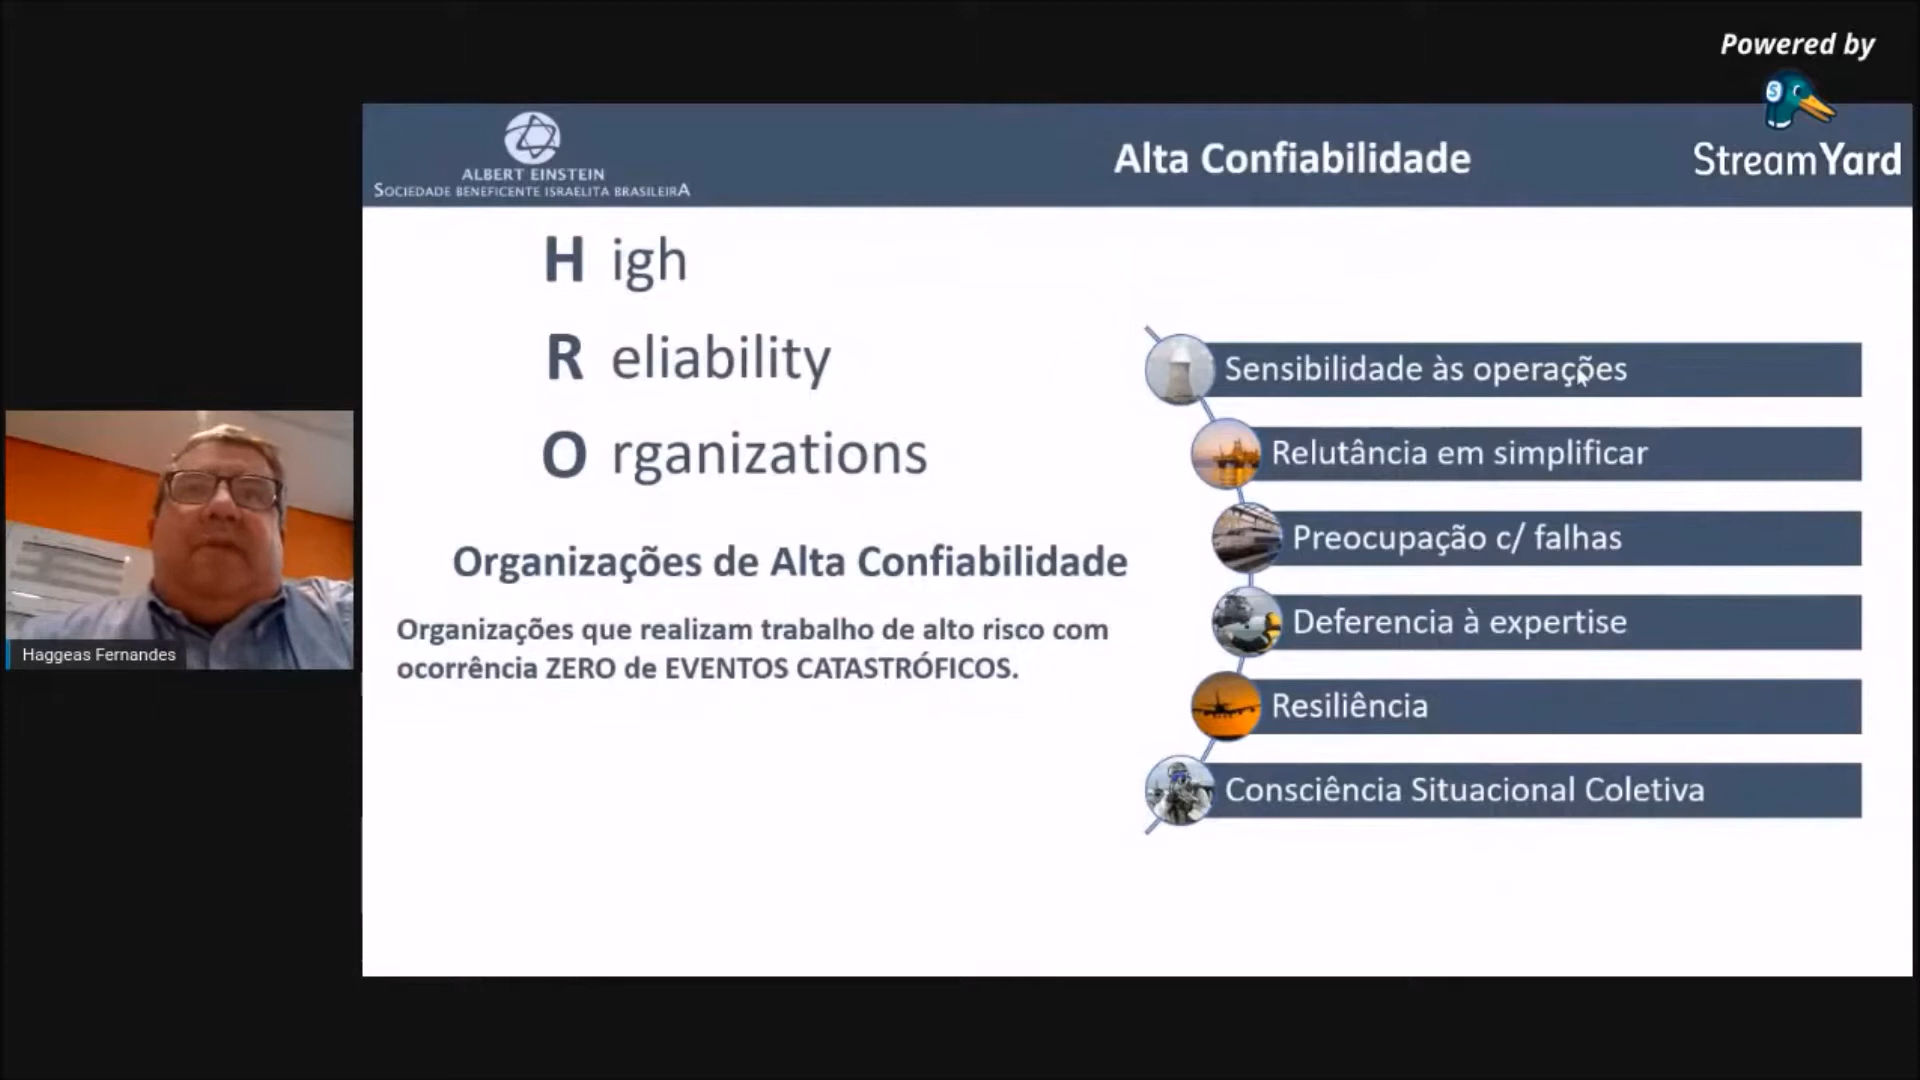 Powered by
StreamYard
ALBERT EINSTEIN
SOCIEDADE BENEFICENTE ISRAELITA BRASILEIRA
Alta Confiabilidade
H igh
R eliability
O rganizations
Organizações de Alta Confiabilidade
Organizações que realizam trabalho de alto risco com
ocorrência ZERO de EVENTOS CATASTRÓFICOS.
Sensibilidade às operações
Relutância em simplificar
Preocupação c/ falhas
Deferencia à expertise
Resiliência
Consciência Situacional Coletiva
Haggeas Fernandes